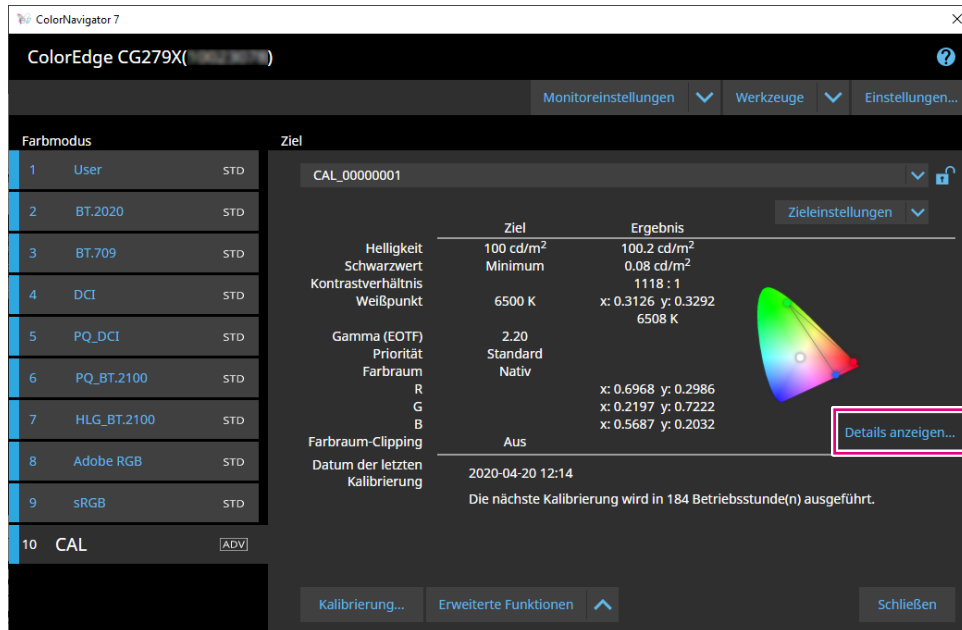 ColorNavigator 7
ColorEdge CG279X( )
Monitoreinstellungen Werkzeuge Einstellungen...
Farbmodus
1 User STD
2 BT.2020 STD
3 BT.709 STD
4 DCI STD
5 PQ_DCI STD
6 PQ_BT.2100 STD
7 HLG_BT.2100 STD
8 Adobe RGB STD
9 sRGB STD
10 CAL ADV
Ziel
CAL_00000001
Zieleinstellungen
Ziel Ergebnis
Helligkeit 100 cd/m² 100.2 cd/m²
Schwarzwert Minimum 0.08 cd/m²
Kontrastverhältnis 1118 : 1
Weißpunkt 6500 K x: 0.3126 y: 0.3292
6508 K
Gamma (EOTF) 2.20
Priorität Standard
Farbraum Nativ
R x: 0.6968 y: 0.2986
G x: 0.2197 y: 0.7222
B x: 0.5687 y: 0.2032
Details anzeigen...
Farbraum-Clipping Aus
Datum der letzten
Kalibrierung
2020-04-20 12:14
Die nächste Kalibrierung wird in 184 Betriebsstunde(n) ausgeführt.
Kalibrierung... Erweiterte Funktionen Schließen